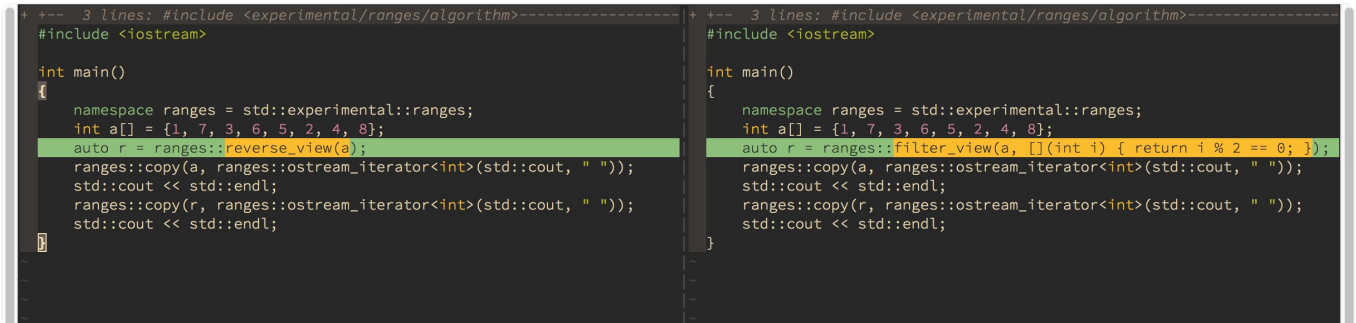 + +--  3 lines: #include <experimental/ranges/algorithm>--------------------
#include <iostream>
int main()
{
    namespace ranges = std::experimental::ranges;
    int a[] = {1, 7, 3, 6, 5, 2, 4, 8};
    auto r = ranges::reverse_view(a);
    ranges::copy(a, ranges::ostream_iterator<int>(std::cout, " "));
    std::cout << std::endl;
    ranges::copy(r, ranges::ostream_iterator<int>(std::cout, " "));
    std::cout << std::endl;
}
~
~
~
~
+ +--  3 lines: #include <experimental/ranges/algorithm>-------------------
#include <iostream>
int main()
{
    namespace ranges = std::experimental::ranges;
    int a[] = {1, 7, 3, 6, 5, 2, 4, 8};
    auto r = ranges::filter_view(a, [](int i) { return i % 2 == 0; });
    ranges::copy(a, ranges::ostream_iterator<int>(std::cout, " "));
    std::cout << std::endl;
    ranges::copy(r, ranges::ostream_iterator<int>(std::cout, " "));
    std::cout << std::endl;
}
~
~
~
~